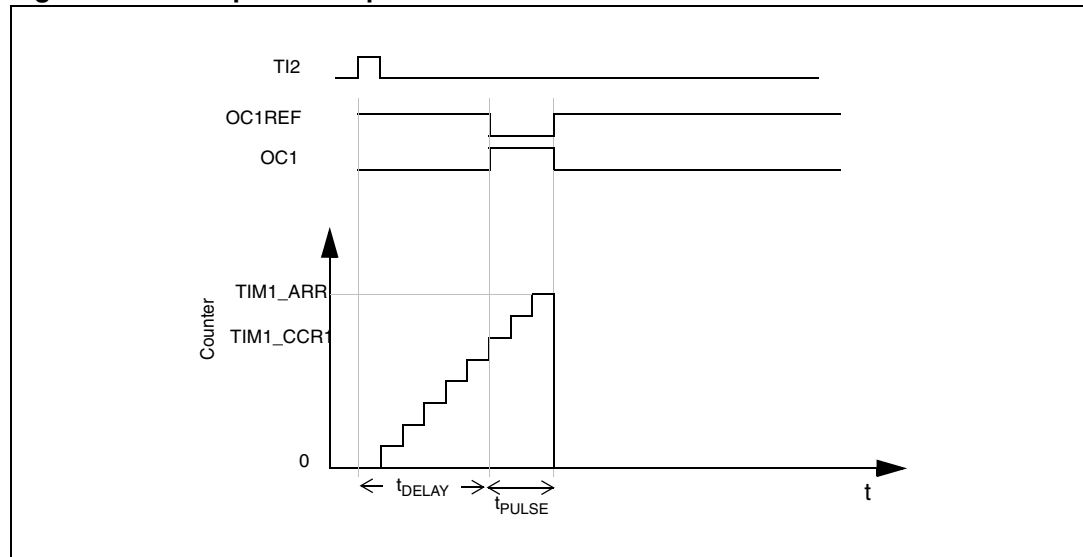 TI2
OC1REF
OC1
Counter
TIM1_ARR
TIM1_CCR1
0
tDELAY
tPULSE
t